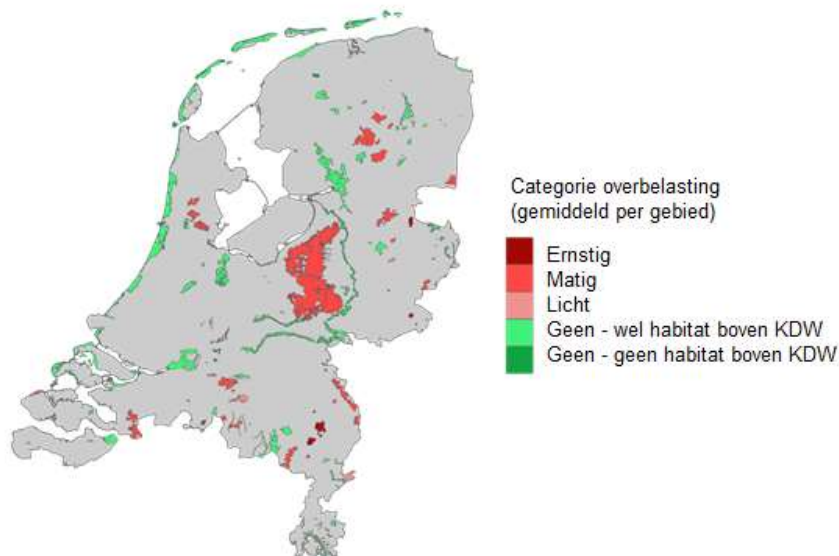 Categorie overbelasting
(gemiddeld per gebied)
Ernstig
Matig
Licht
Geen - wel habitat boven KDW
Geen - geen habitat boven KDW